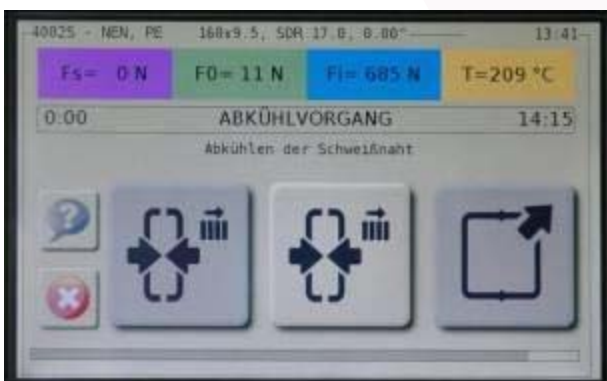 40025 - NEN, PE 160x9.5, SDR 17.0, 0.00° 13:41
Fs= 0 N F0= 11 N Fi= 685 N T=209 °C
0:00 ABKÜHLVORGANG 14:15
Abkühlen der Schweißnaht